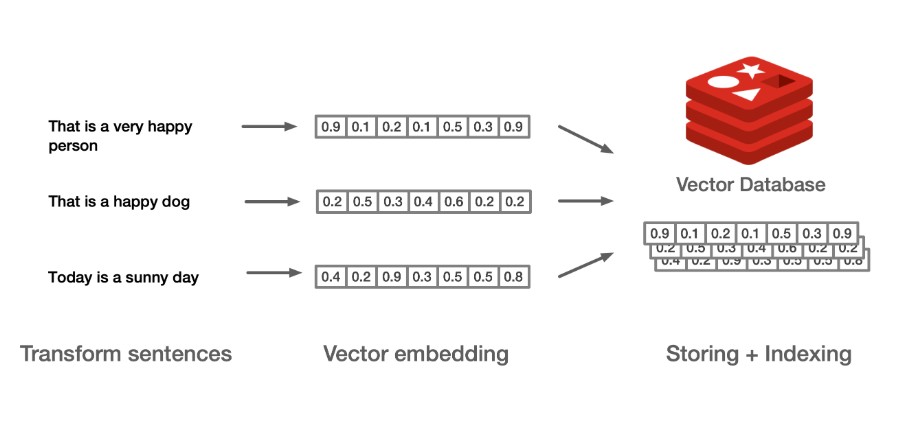 That is a very happy
person
0.9 0.1 0.2 0.1 0.5 0.3 0.9
That is a happy dog
0.2 0.5 0.3 0.4 0.6 0.2 0.2
Today is a sunny day
0.4 0.2 0.9 0.3 0.5 0.5 0.8
Vector Database
0.9 0.1 0.2 0.1 0.5 0.3 0.9
0.2 0.5 0.3 0.4 0.6 0.2 0.2
0.4 0.2 0.9 0.3 0.5 0.5 0.8
Transform sentences
Vector embedding
Storing + Indexing